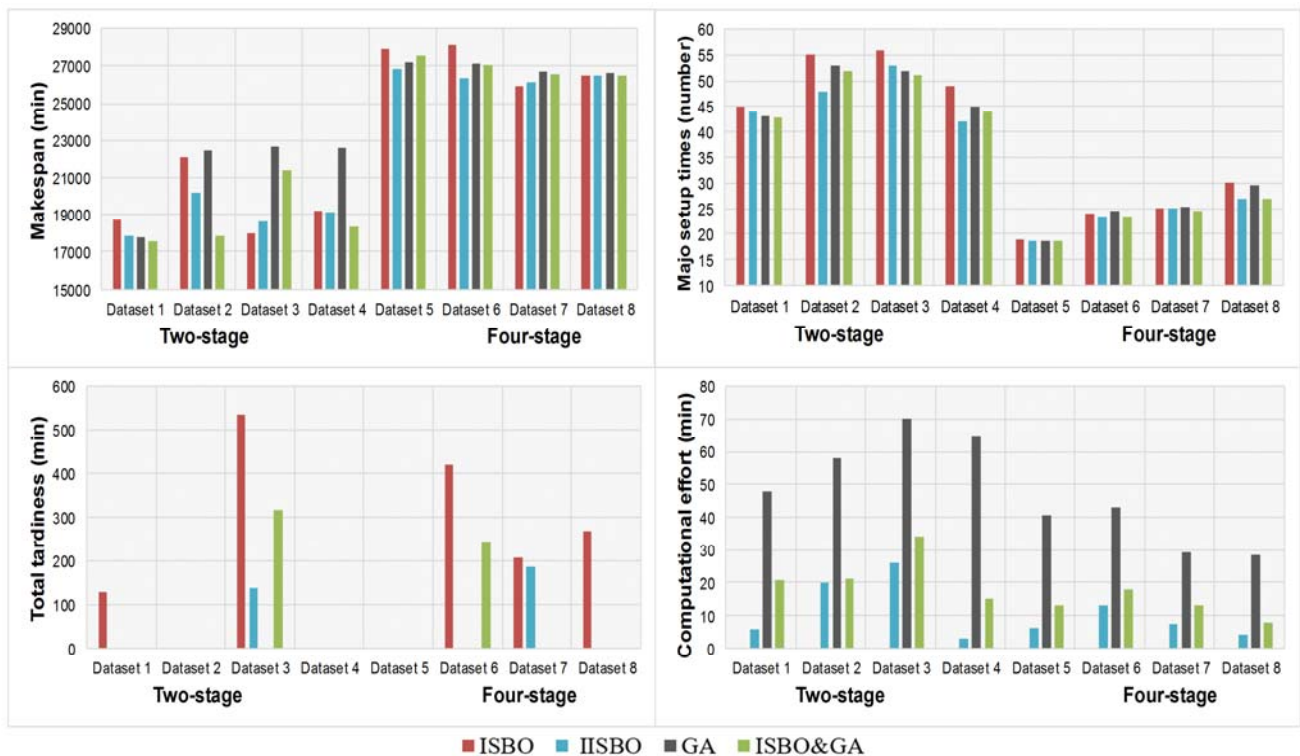 Makespan (min)
29000
27000
25000
23000
21000
19000
17000
15000
Dataset 1 Dataset 2 Dataset 3 Dataset 4 Dataset 5 Dataset 6 Dataset 7 Dataset 8
Two-stage Four-stage
Majo setup times (number)
60
55
50
45
40
35
30
25
20
15
10
Dataset 1 Dataset 2 Dataset 3 Dataset 4 Dataset 5 Dataset 6 Dataset 7 Dataset 8
Two-stage Four-stage
Total tardiness (min)
600
500
400
300
200
100
0
Dataset 1 Dataset 2 Dataset 3 Dataset 4 Dataset 5 Dataset 6 Dataset 7 Dataset 8
Two-stage Four-stage
Computational effort (min)
80
70
60
50
40
30
20
10
0
Dataset 1 Dataset 2 Dataset 3 Dataset 4 Dataset 5 Dataset 6 Dataset 7 Dataset 8
Two-stage Four-stage
ISBO IISBO GA ISBO&GA